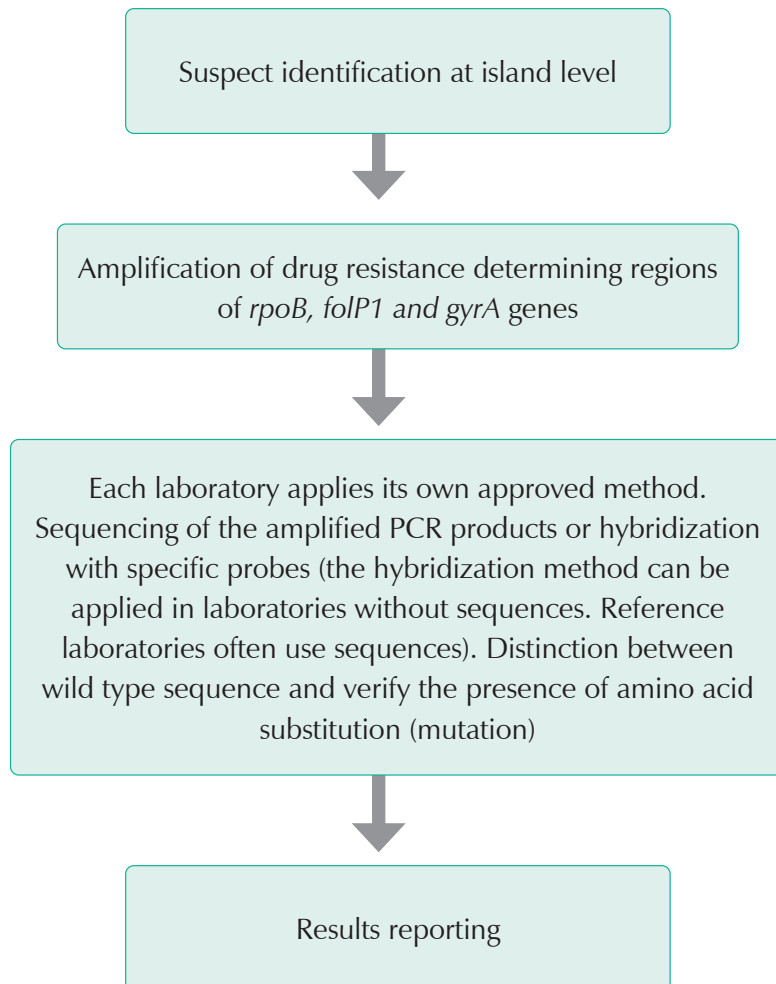 Suspect identification at island level
Amplification of drug resistance determining regions
of rpoB, folP1 and gyrA genes
Each laboratory applies its own approved method.
Sequencing of the amplified PCR products or hybridization
with specific probes (the hybridization method can be
applied in laboratories without sequences. Reference
laboratories often use sequences). Distinction between
wild type sequence and verify the presence of amino acid
substitution (mutation)
Results reporting